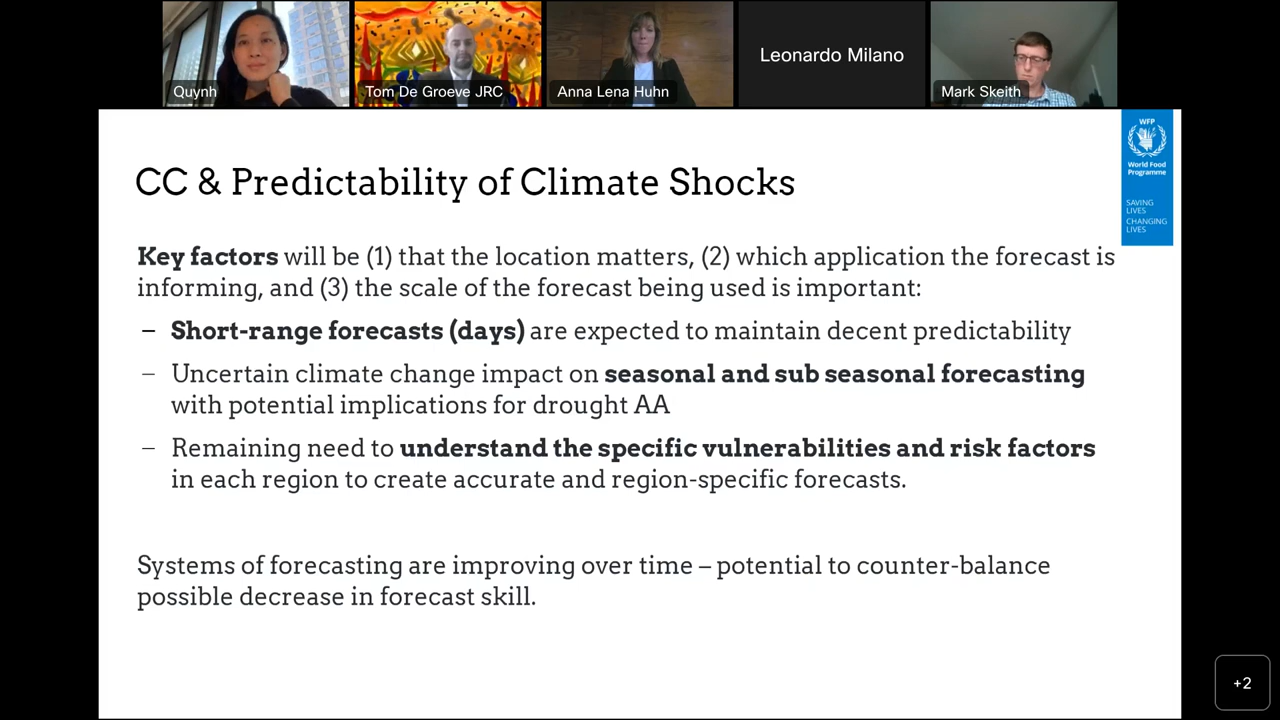 Quynh
Tom De Groeve JRC
Anna Lena Huhn
Leonardo Milano
Mark Skeith
WFP
World Food
Programme
SAVING
LIVES
CHANGING
LIVES
CC & Predictability of Climate Shocks
Key factors will be (1) that the location matters, (2) which application the forecast is
informing, and (3) the scale of the forecast being used is important:
– Short-range forecasts (days) are expected to maintain decent predictability
– Uncertain climate change impact on seasonal and sub seasonal forecasting
with potential implications for drought AA
– Remaining need to understand the specific vulnerabilities and risk factors
in each region to create accurate and region-specific forecasts.
Systems of forecasting are improving over time – potential to counter-balance
possible decrease in forecast skill.
+2